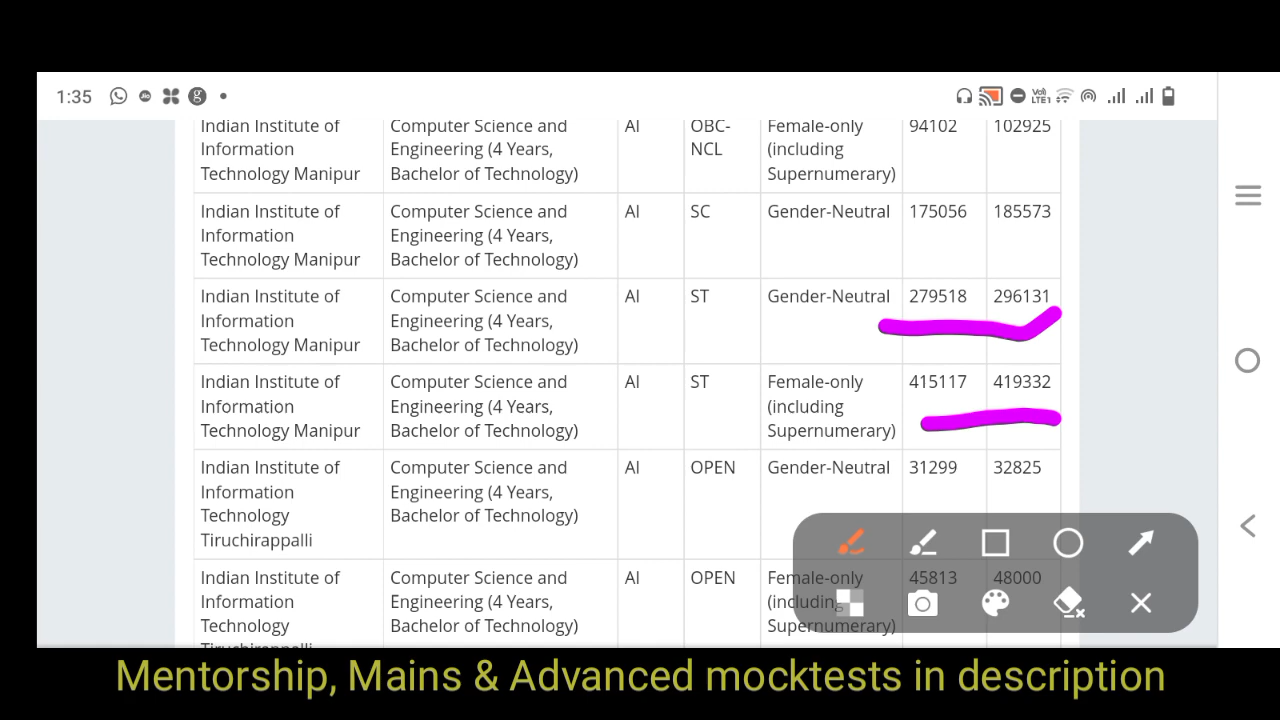 1:35
Indian Institute of Information Technology Manipur Computer Science and Engineering (4 Years, Bachelor of Technology) AI OBC-NCL Female-only (including Supernumerary) 94102 102925
Indian Institute of Information Technology Manipur Computer Science and Engineering (4 Years, Bachelor of Technology) AI SC Gender-Neutral 175056 185573
Indian Institute of Information Technology Manipur Computer Science and Engineering (4 Years, Bachelor of Technology) AI ST Gender-Neutral 279518 296131
Indian Institute of Information Technology Manipur Computer Science and Engineering (4 Years, Bachelor of Technology) AI ST Female-only (including Supernumerary) 415117 419332
Indian Institute of Information Technology Tiruchirappalli Computer Science and Engineering (4 Years, Bachelor of Technology) AI OPEN Gender-Neutral 31299 32825
Indian Institute of Information Technology Computer Science and Engineering (4 Years, Bachelor of Technology) AI OPEN Female-only (including Supernumerary) 45813 48000
Mentorship, Mains & Advanced mocktests in description